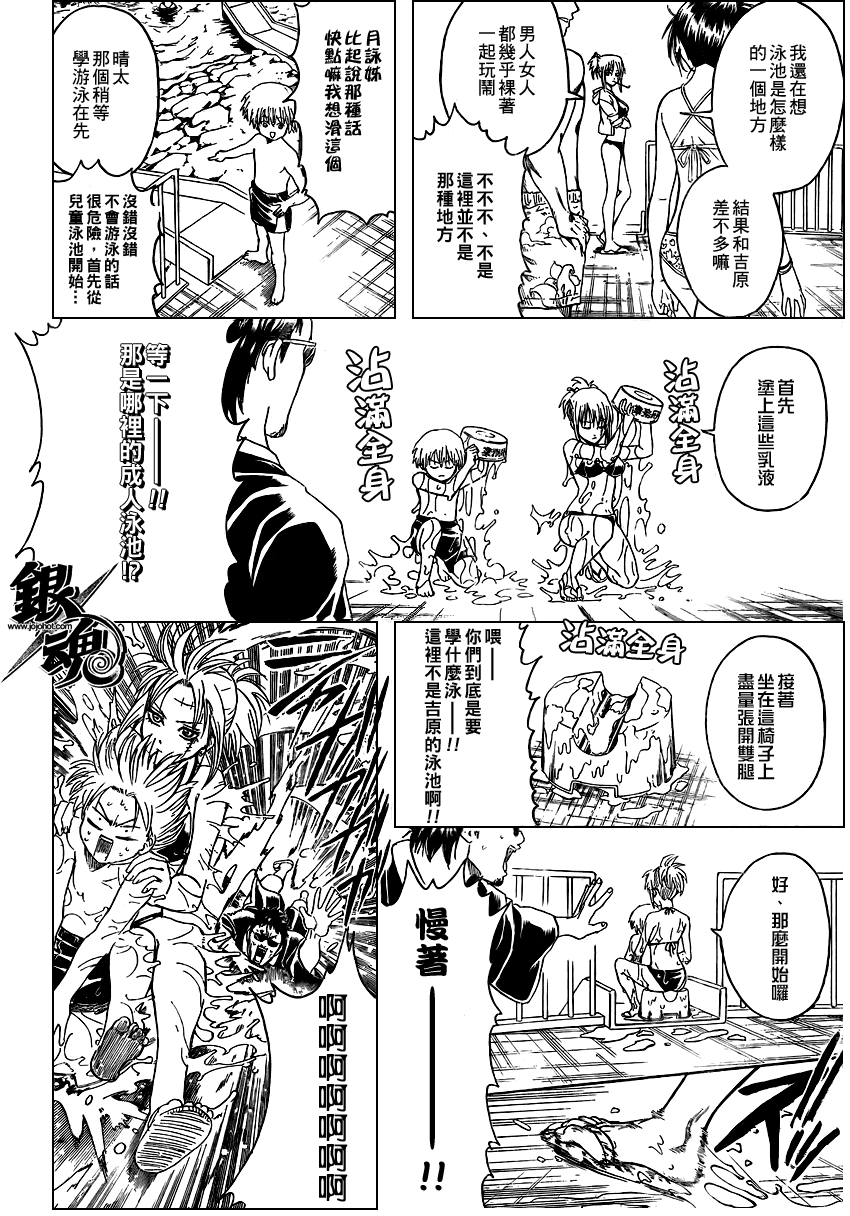 我還在想
泳池是怎麼樣
的一個地方
結果和吉原
差不多嘛
男人女人
都幾乎裸著
一起玩鬧
不不不、不是
這裡並不是
那種地方
月詠姊
比起說那種話
快點嘛我想滑這個
晴太
那個稍等
學游泳在先
沒錯沒錯
不會游泳的話
很危險，首先從
兒童泳池開始…
首先
塗上這些乳液
沾滿全身
沾滿全身
等一下——!!
那是哪裡的成人泳池!?
銀魂
www.jojohot.com
接著
坐在這椅子上
盡量張開雙腿
沾滿全身
喂——
你們到底是要
學什麼泳——!!
這裡不是吉原的泳池啊!!
好、那麼開始囉
慢著——!!